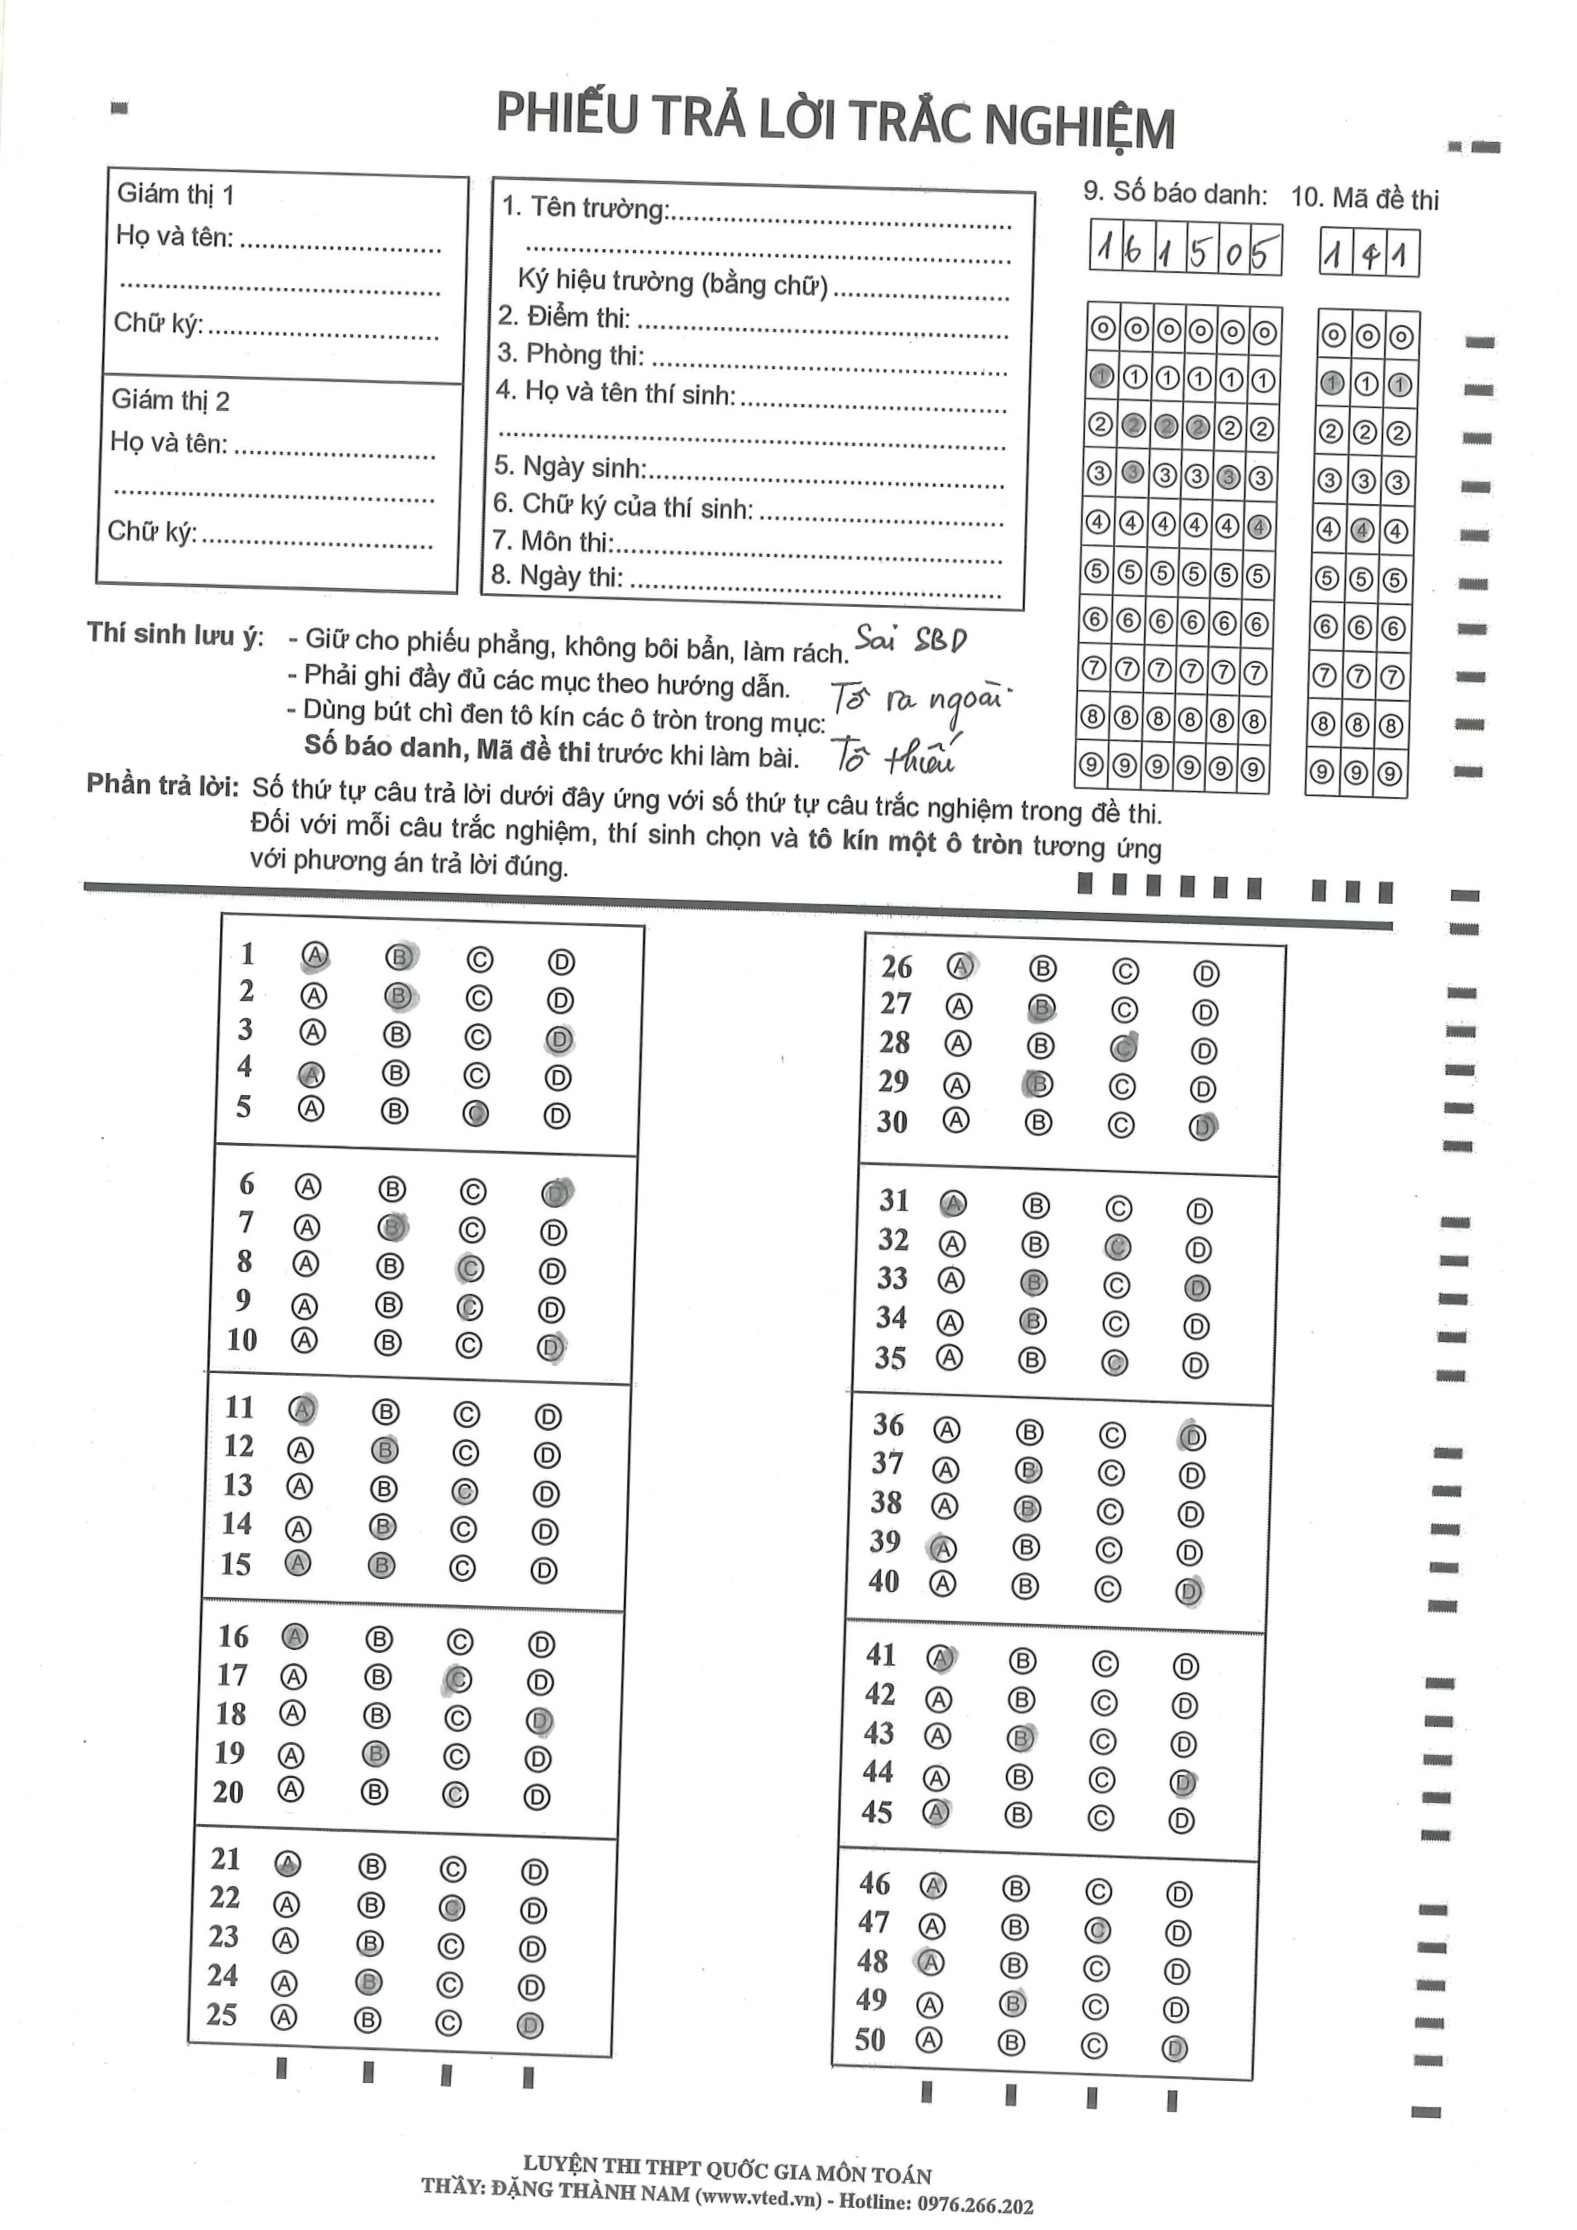 PHIẾU TRẢ LỜI TRẮC NGHIỆM
Giám thị 1
Họ và tên: ..............................
................................................
Chữ ký: ..................................
Giám thị 2
Họ và tên: ..............................
................................................
Chữ ký: ..................................
1. Tên trường:..................................................
......................................................................
Ký hiệu trường (bằng chữ) .........................
2. Điểm thi: .....................................................
3. Phòng thi: ...................................................
4. Họ và tên thí sinh: ......................................
......................................................................
5. Ngày sinh:...................................................
6. Chữ ký của thí sinh: ...................................
7. Môn thi:.......................................................
8. Ngày thi: .....................................................
9. Số báo danh: 10. Mã đề thi
1 6 1 5 0 5 1 4 1
0 0 0 0 0 0 0 0 0
1 1 1 1 1 1 1 1 1
2 2 2 2 2 2 2 2 2
3 3 3 3 3 3 3 3 3
4 4 4 4 4 4 4 4 4
5 5 5 5 5 5 5 5 5
6 6 6 6 6 6 6 6 6
7 7 7 7 7 7 7 7 7
8 8 8 8 8 8 8 8 8
9 9 9 9 9 9 9 9 9
Thí sinh lưu ý: - Giữ cho phiếu phẳng, không bôi bẩn, làm rách. Sai SBD
- Phải ghi đầy đủ các mục theo hướng dẫn. Tô ra ngoài
- Dùng bút chì đen tô kín các ô tròn trong mục:
Số báo danh, Mã đề thi trước khi làm bài. Tô thiếu
Phần trả lời: Số thứ tự câu trả lời dưới đây ứng với số thứ tự câu trắc nghiệm trong đề thi.
Đối với mỗi câu trắc nghiệm, thí sinh chọn và tô kín một ô tròn tương ứng
với phương án trả lời đúng.
1 A B C D
2 A B C D
3 A B C D
4 A B C D
5 A B C D
6 A B C D
7 A B C D
8 A B C D
9 A B C D
10 A B C D
11 A B C D
12 A B C D
13 A B C D
14 A B C D
15 A B C D
16 A B C D
17 A B C D
18 A B C D
19 A B C D
20 A B C D
21 A B C D
22 A B C D
23 A B C D
24 A B C D
25 A B C D
26 A B C D
27 A B C D
28 A B C D
29 A B C D
30 A B C D
31 A B C D
32 A B C D
33 A B C D
34 A B C D
35 A B C D
36 A B C D
37 A B C D
38 A B C D
39 A B C D
40 A B C D
41 A B C D
42 A B C D
43 A B C D
44 A B C D
45 A B C D
46 A B C D
47 A B C D
48 A B C D
49 A B C D
50 A B C D
LUYỆN THI THPT QUỐC GIA MÔN TOÁN
THẦY: ĐẶNG THÀNH NAM (www.vted.vn) - Hotline: 0976.266.202